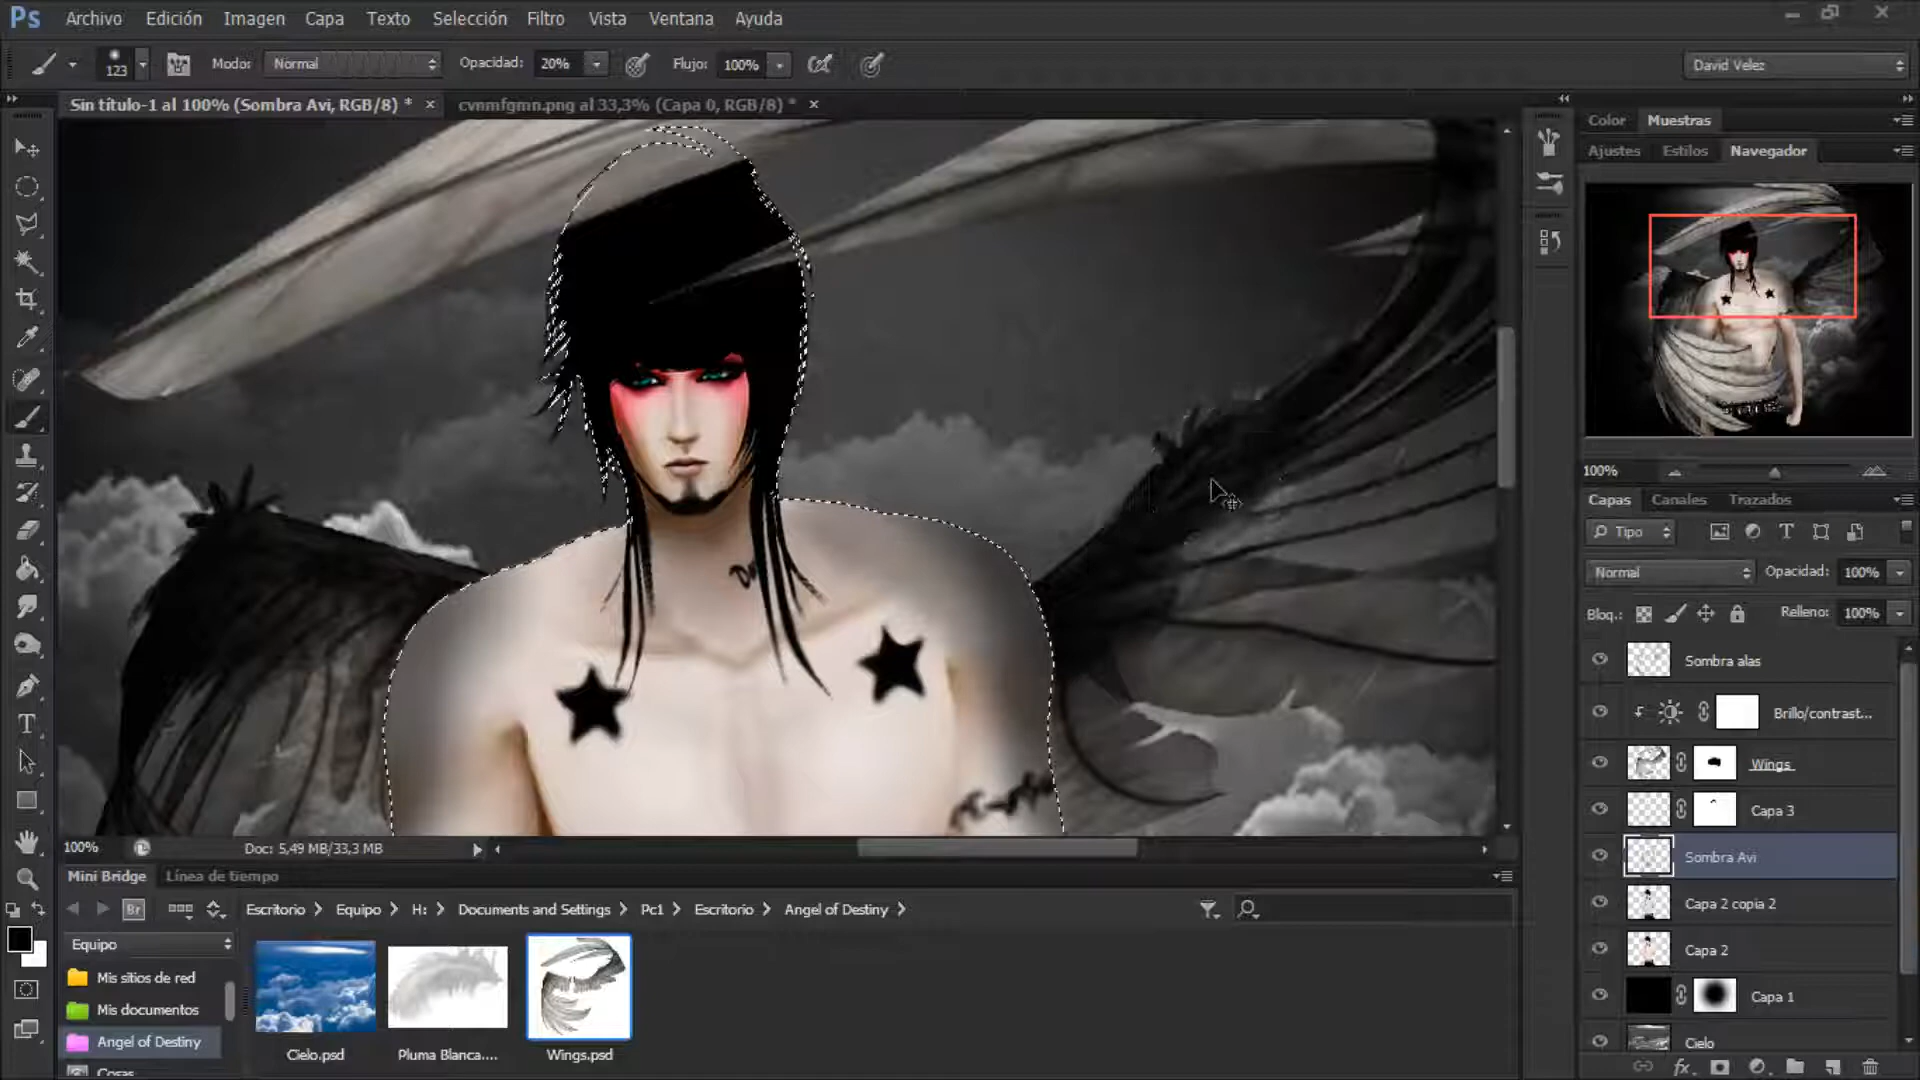 Ps Archivo Edición Imagen Capa Texto Selección Filtro Vista Ventana Ayuda
123 Modo: Normal Opacidad: 20% Flujo: 100% David Velez
Sin título-1 al 100% (Sombra Avi, RGB/8) * × cvnmfgmn.png al 33,3% (Capa 0, RGB/8) * ×
Color Muestras
Ajustes Estilos Navegador
100%
Capas Canales Trazados
Tipo
Normal Opacidad: 100%
Bloq.: Relleno: 100%
Sombra alas
Brillo/contrast...
Wings
Capa 3
Sombra Avi
Capa 2 copia 2
Capa 2
Capa 1
Cielo
100% Doc: 5,49 MB/33,3 MB
Mini Bridge Línea de tiempo
Br Escritorio > Equipo > H: > Documents and Settings > Pc1 > Escritorio > Angel of Destiny >
Equipo
Mis sitios de red
Mis documentos
Angel of Destiny
Cosas
Cielo.psd Pluma Blanca.... Wings.psd